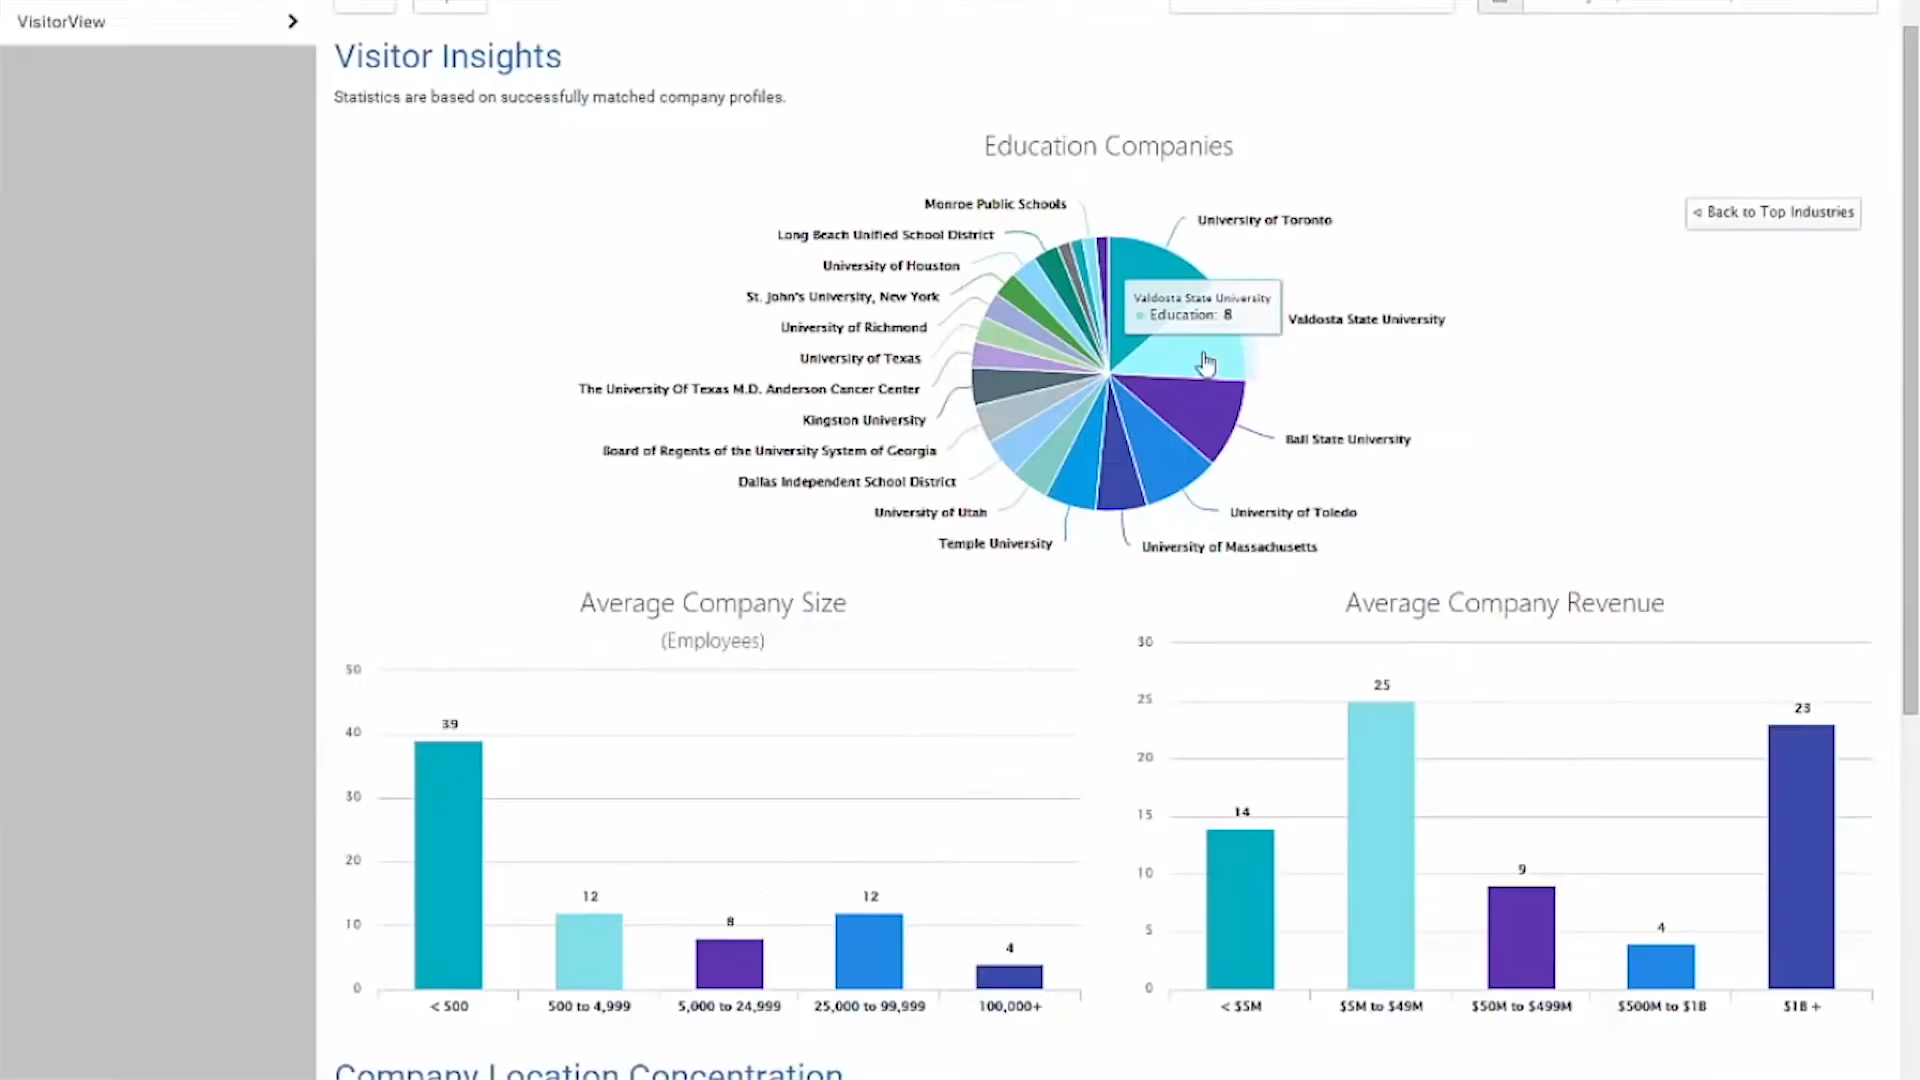 VisitorView
Visitor Insights
Statistics are based on successfully matched company profiles.
Education Companies
< Back to Top Industries
Monroe Public Schools
University of Toronto
Long Beach Unified School District
University of Houston
Valdosta State University
Education: 8
St. John's University, New York
Valdosta State University
University of Richmond
University of Texas
The University Of Texas M.D. Anderson Cancer Center
Kingston University
Ball State University
Board of Regents of the University System of Georgia
Dallas Independent School District
University of Utah
University of Toledo
Temple University
University of Massachusetts
Average Company Size
(Employees)
50
40
30
20
10
0
39
12
8
12
4
< 500
500 to 4,999
5,000 to 24,999
25,000 to 99,999
100,000+
Average Company Revenue
30
25
20
15
10
5
0
14
25
9
4
23
< $5M
$5M to $49M
$50M to $499M
$500M to $1B
$1B +
Company Location Concentration